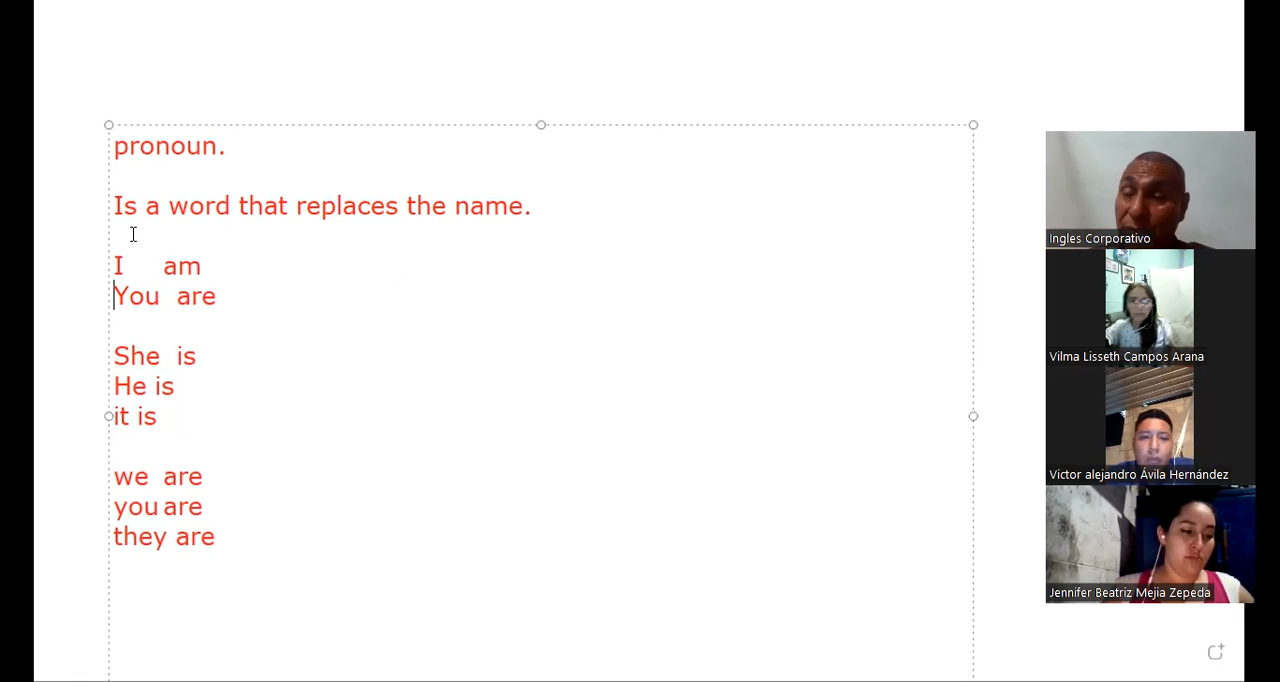 pronoun.
Is a word that replaces the name.
I am
You are
She is
He is
it is
we are
you are
they are
Ingles Corporativo
Vilma Lisseth Campos Arana
Victor alejandro Ávila Hernández
Jennifer Beatriz Mejia Zepeda